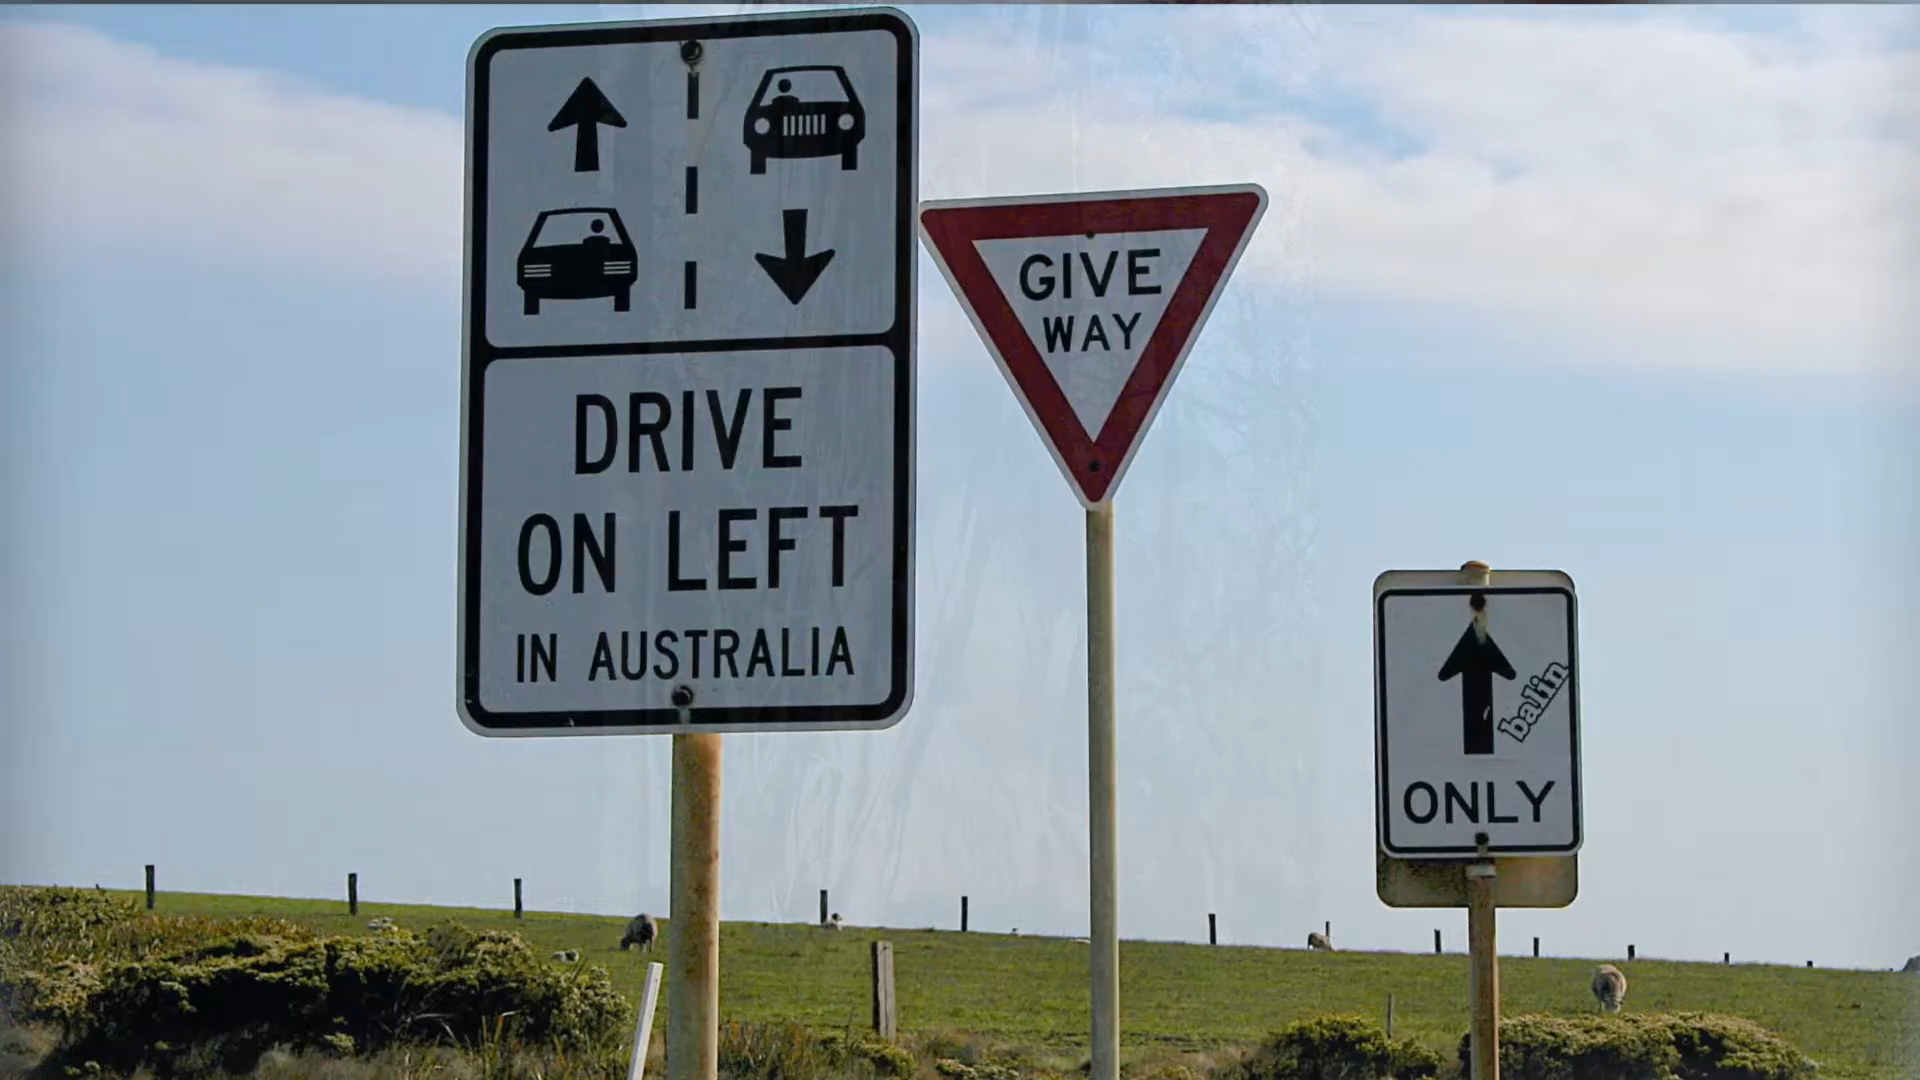 DRIVE
ON LEFT
IN AUSTRALIA
GIVE
WAY
balin
ONLY